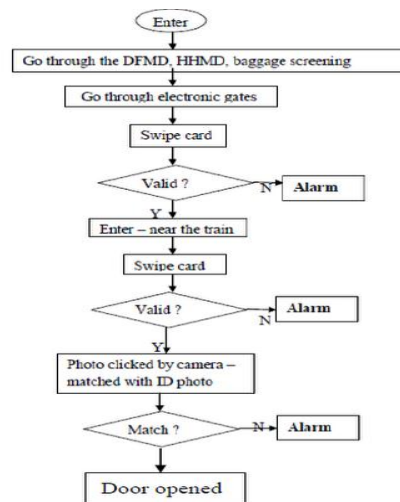 Enter
Go through the DFMD, HHMD, baggage screening
Go through electronic gates
Swipe card
Valid ?
N
Alarm
Y
Enter – near the train
Swipe card
Valid ?
N
Alarm
Y
Photo clicked by camera –
matched with ID photo
Match ?
N
Alarm
Door opened